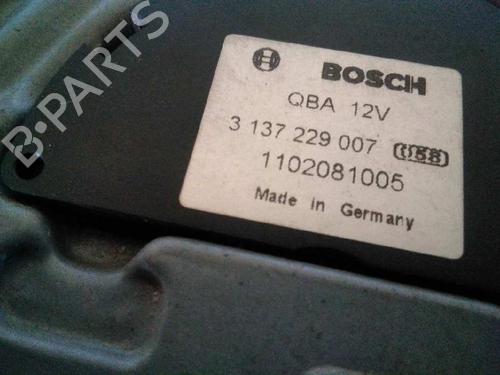 BOSCH
QBA 12V
3 137 229 007
1102081005
Made in Germany
B-PARTS